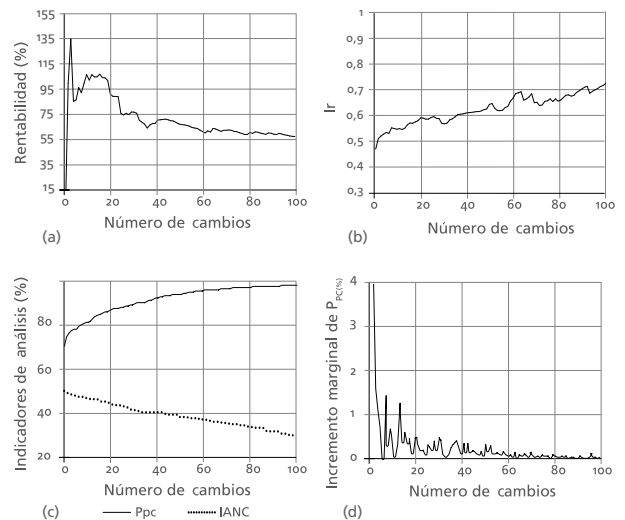 Rentabilidad (%)
155
135
115
95
75
55
35
15
0 20 40 60 80 100
Número de cambios
(a)
Ir
1
0,9
0,8
0,7
0,6
0,5
0,4
0,3
0 20 40 60 80 100
Número de cambios
(b)
Indicadores de análisis (%)
80
60
40
20
0 20 40 60 80 100
Número de cambios
(c)
Ppc IANC
Incremento marginal de PPC(%)
4
3
2
1
0
0 20 40 60 80 100
Número de cambios
(d)